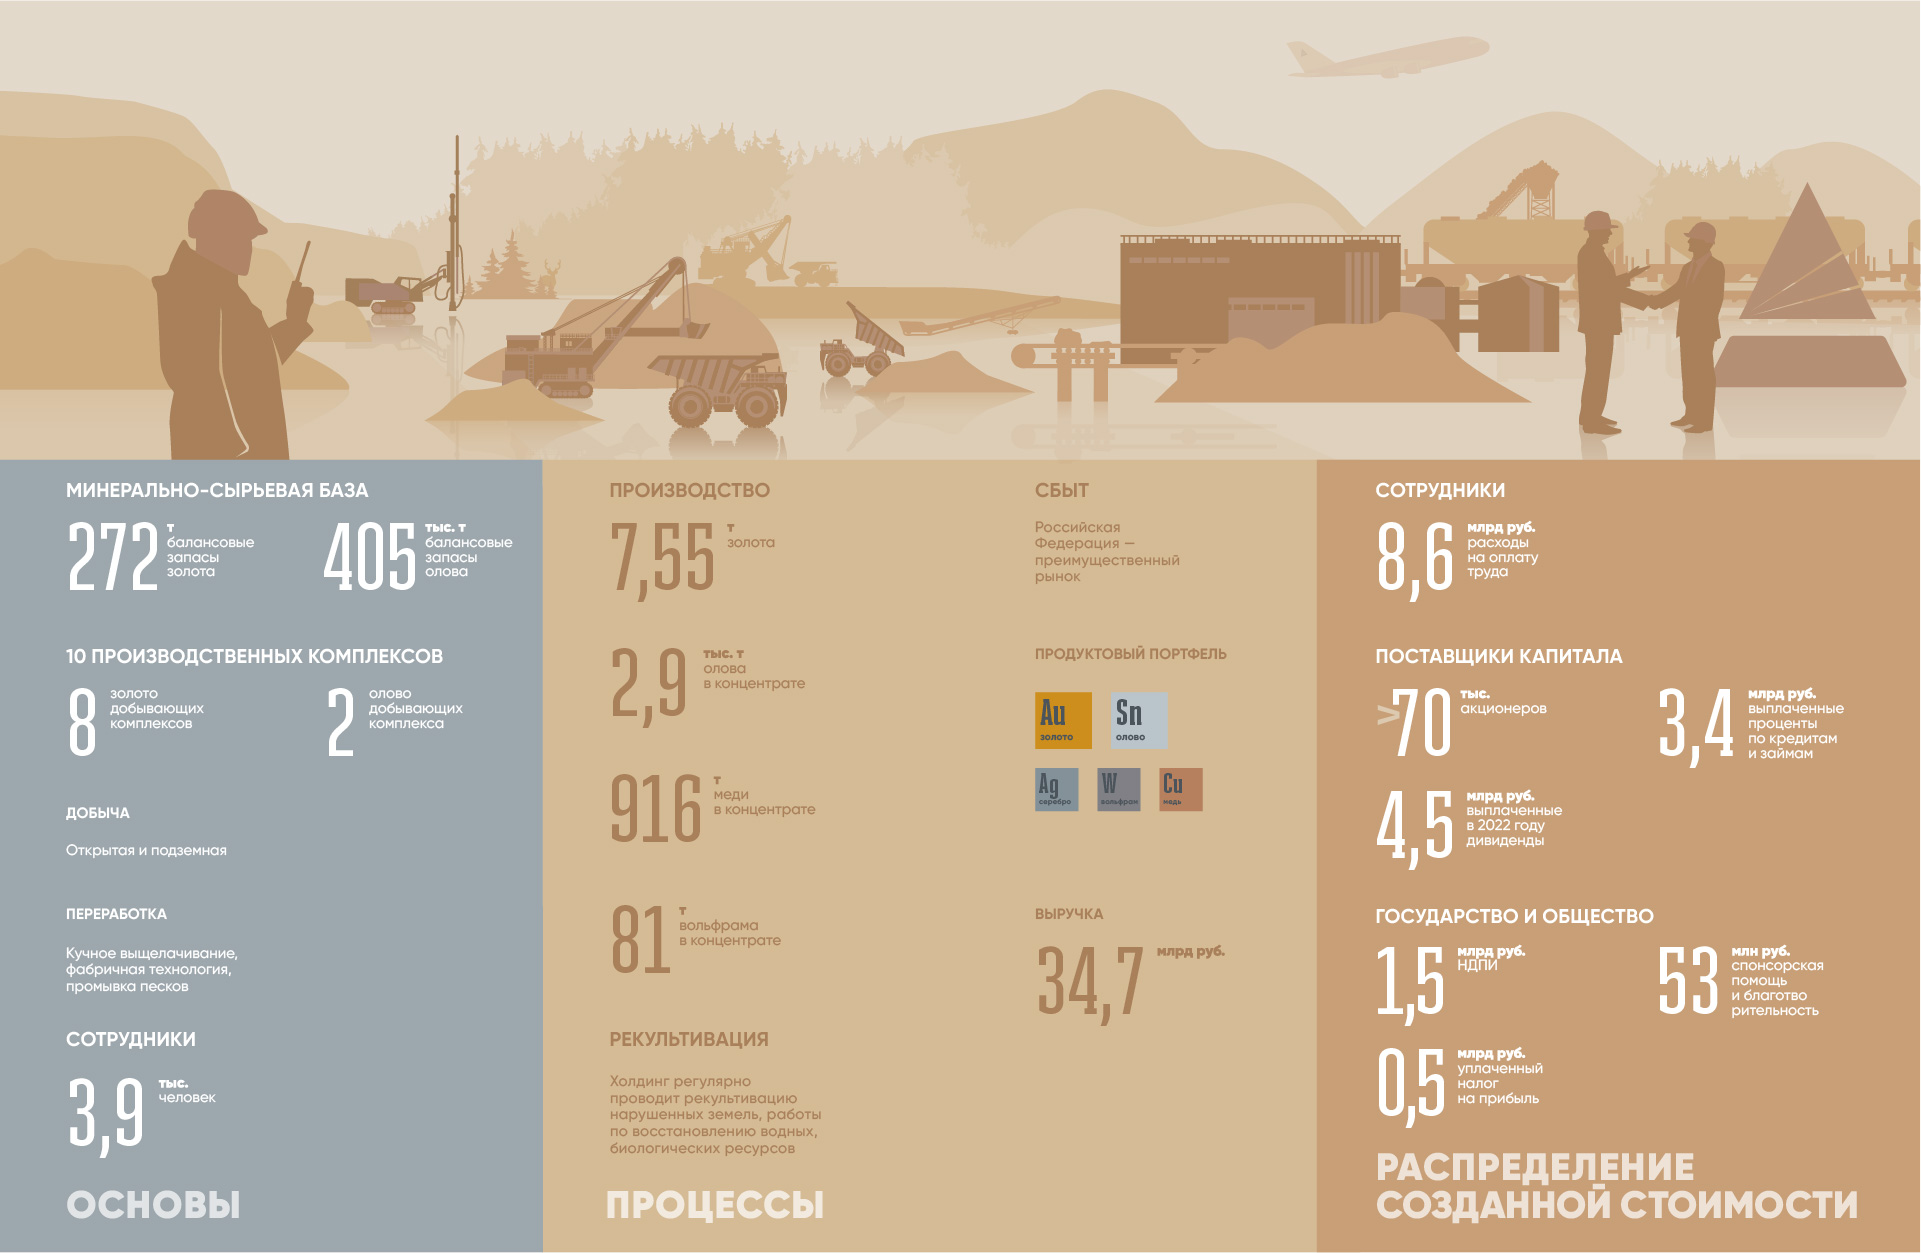 МИНЕРАЛЬНО-СЫРЬЕВАЯ БАЗА
272
т
балансовые
запасы
золота
405
тыс. т
балансовые
запасы
олова
10 ПРОИЗВОДСТВЕННЫХ КОМПЛЕКСОВ
8
золото
добывающих
комплексов
2
олово
добывающих
комплекса
ДОБЫЧА
Открытая и подземная
ПЕРЕРАБОТКА
Кучное выщелачивание,
фабричная технология,
промывка песков
СОТРУДНИКИ
3,9
тыс.
человек
ОСНОВЫ
ПРОИЗВОДСТВО
7,55
т
золота
2,9
тыс. т
олова
в концентрате
916
т
меди
в концентрате
81
т
вольфрама
в концентрате
РЕКУЛЬТИВАЦИЯ
Холдинг регулярно
проводит рекультивацию
нарушенных земель, работы
по восстановлению водных,
биологических ресурсов
СБЫТ
Российская
Федерация —
преимущественный
рынок
ПРОДУКТОВЫЙ ПОРТФЕЛЬ
Au
золото
Sn
олово
Ag
серебро
W
вольфрам
Cu
медь
ВЫРУЧКА
34,7
млрд руб.
ПРОЦЕССЫ
СОТРУДНИКИ
8,6
млрд руб.
расходы
на оплату
труда
ПОСТАВЩИКИ КАПИТАЛА
>70
тыс.
акционеров
3,4
млрд руб.
выплаченные
проценты
по кредитам
и займам
4,5
млрд руб.
выплаченные
в 2022 году
дивиденды
ГОСУДАРСТВО И ОБЩЕСТВО
1,5
млрд руб.
НДПИ
53
млн руб.
спонсорская
помощь
и благотво
рительность
0,5
млрд руб.
уплаченный
налог
на прибыль
РАСПРЕДЕЛЕНИЕ
СОЗДАННОЙ СТОИМОСТИ